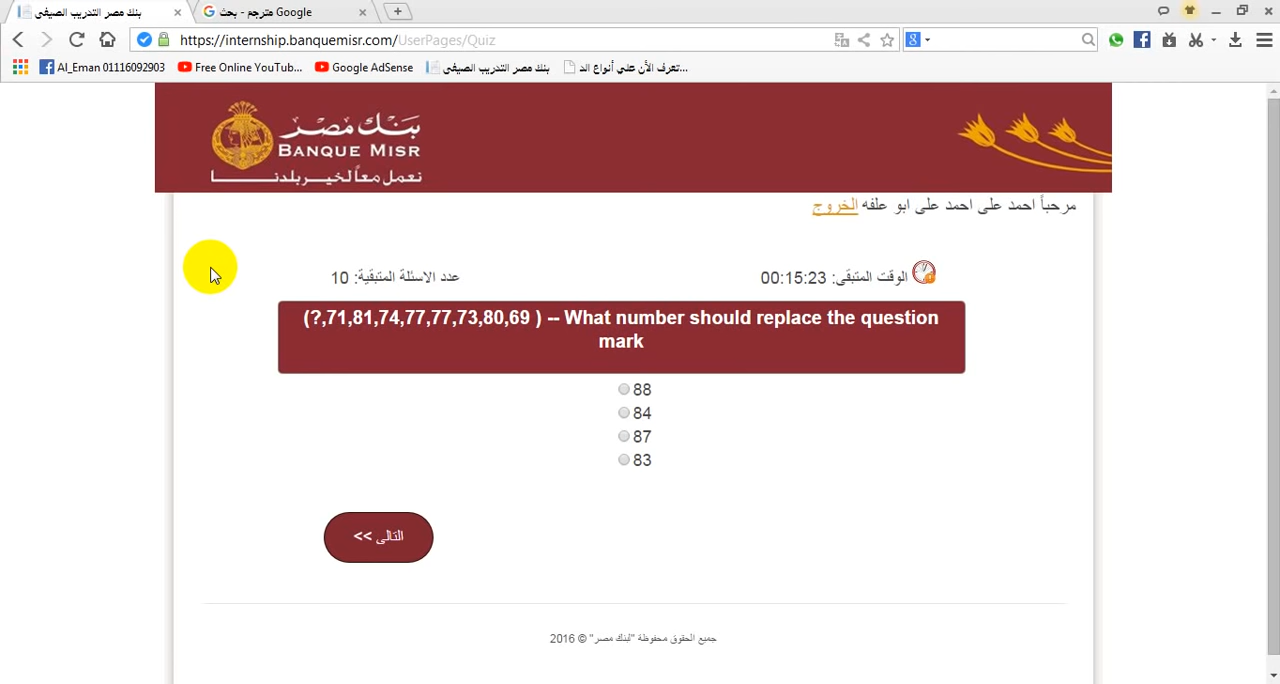 بنك مصر التدريب الصيفى
مترجم - بحث Google
https://internship.banquemisr.com/UserPages/Quiz
Al_Eman 01116092903
Free Online YouTub...
Google AdSense
بنك مصر التدريب الصيفى
تعرف الأن علي أنواع الد...
بنك مصر
BANQUE MISR
نعمل معاً لخير بلدنا
مرحباً احمد على احمد على ابو علفه الخروج
الوقت المتبقى: 00:15:23
عدد الاسئلة المتبقية: 10
(?,71,81,74,77,77,73,80,69 ) -- What number should replace the question
mark
88
84
87
83
التالى >>
جميع الحقوق محفوظة "لبنك مصر" © 2016